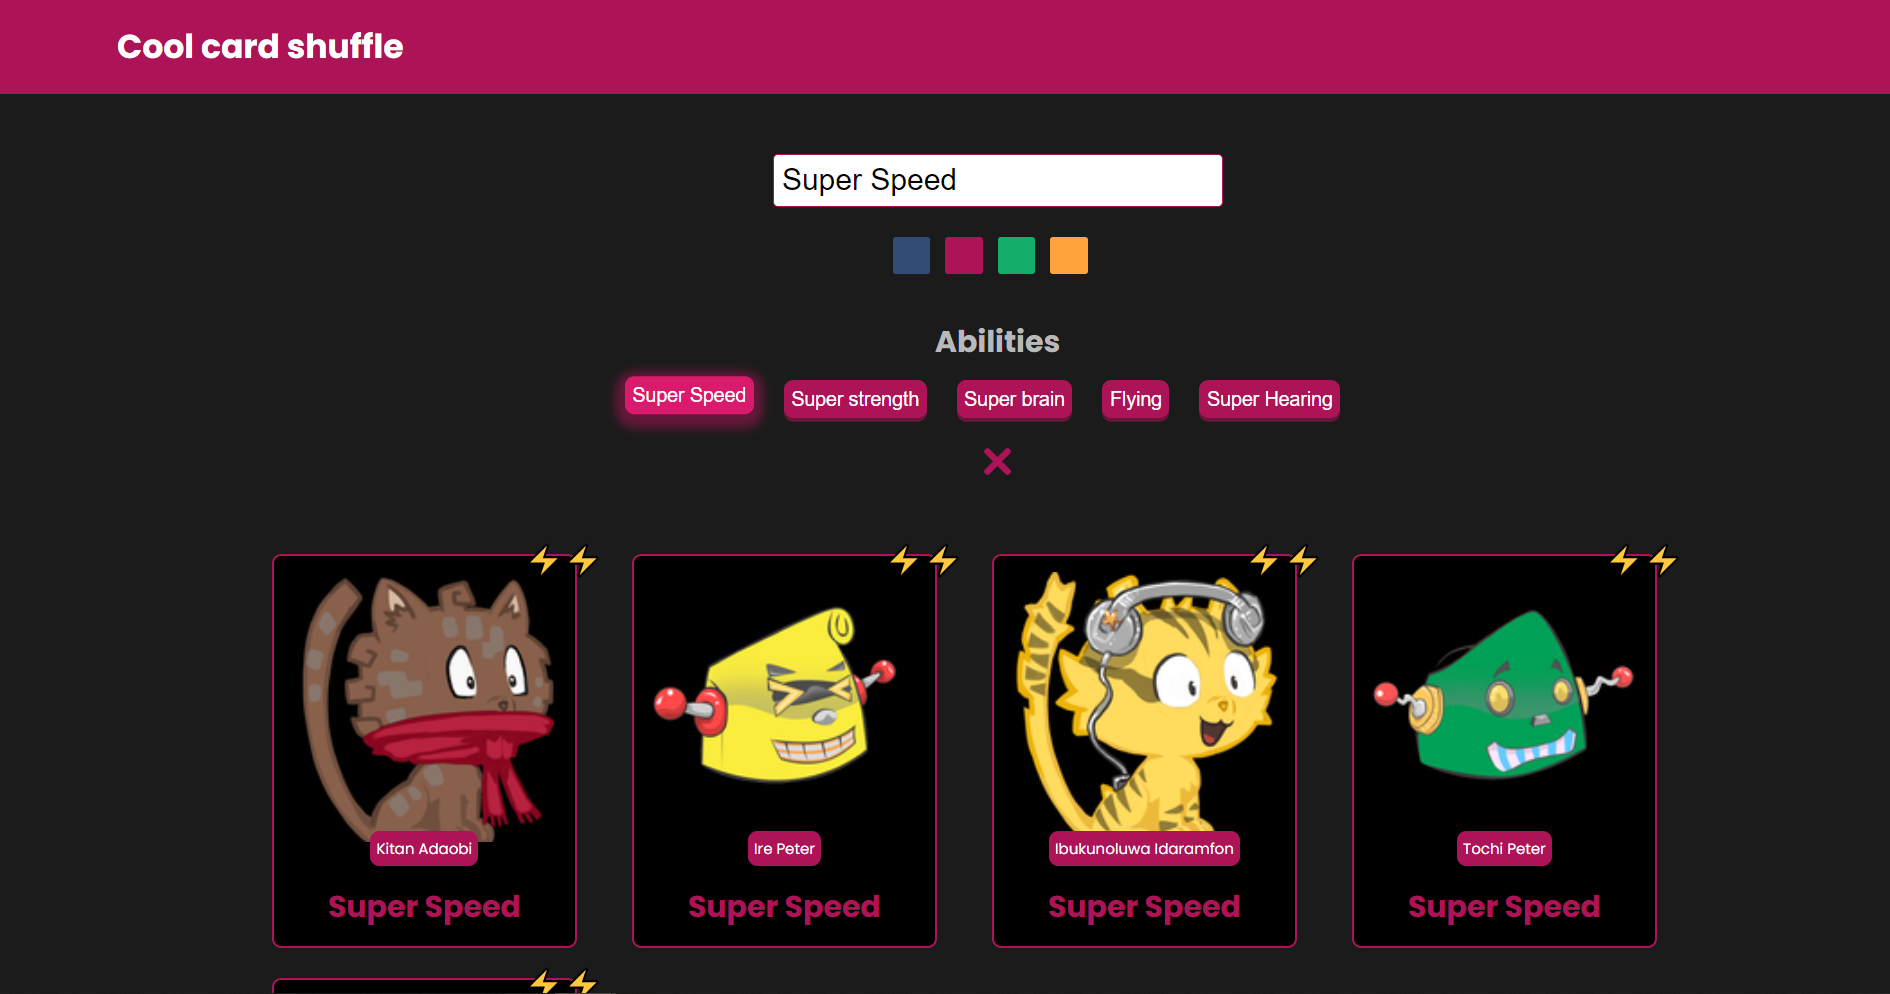 Cool card shuffle
Super Speed
Abilities
Super Speed
Super strength
Super brain
Flying
Super Hearing
Kitan Adaobi
Super Speed
Ire Peter
Super Speed
Ibukunoluwa Idaramfon
Super Speed
Tochi Peter
Super Speed